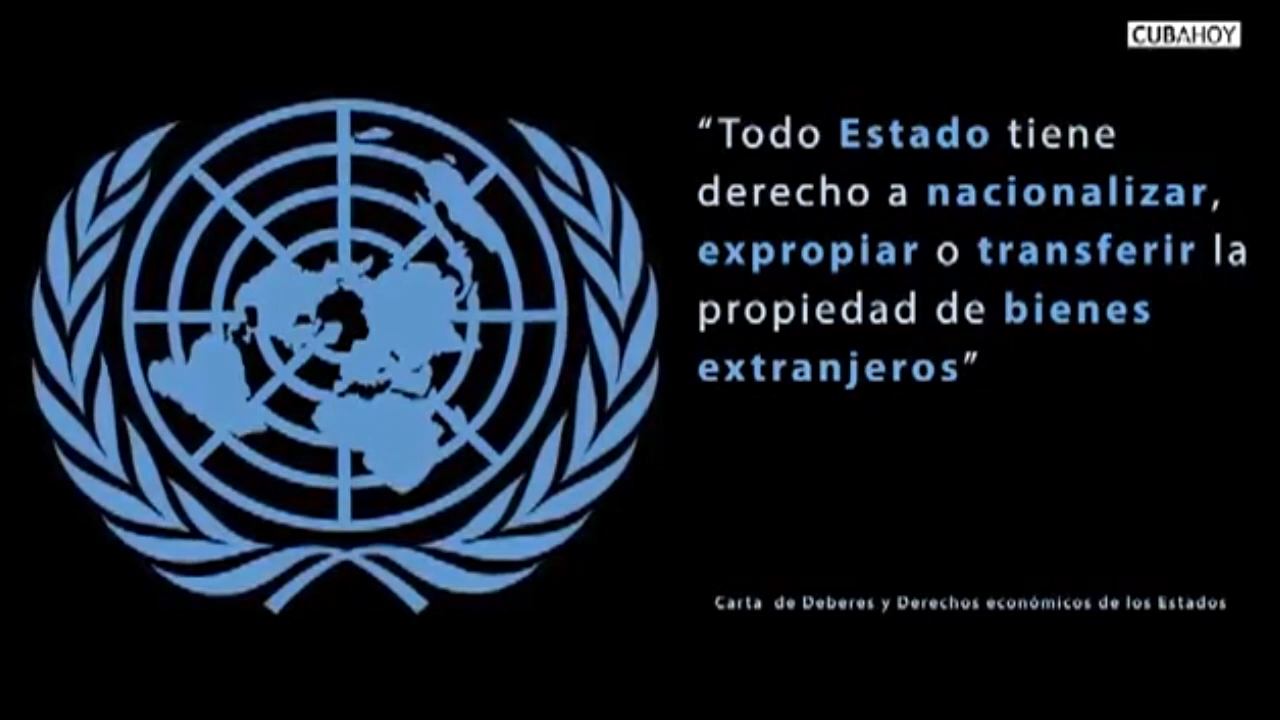 CUBAHOY
“Todo Estado tiene
derecho a nacionalizar,
expropiar o transferir la
propiedad de bienes
extranjeros”
Carta de Deberes y Derechos económicos de los Estados